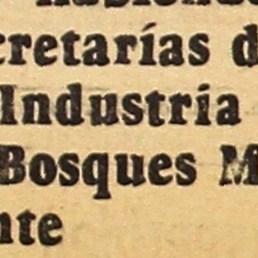 cretarías d
Industria
Bosques M
nte